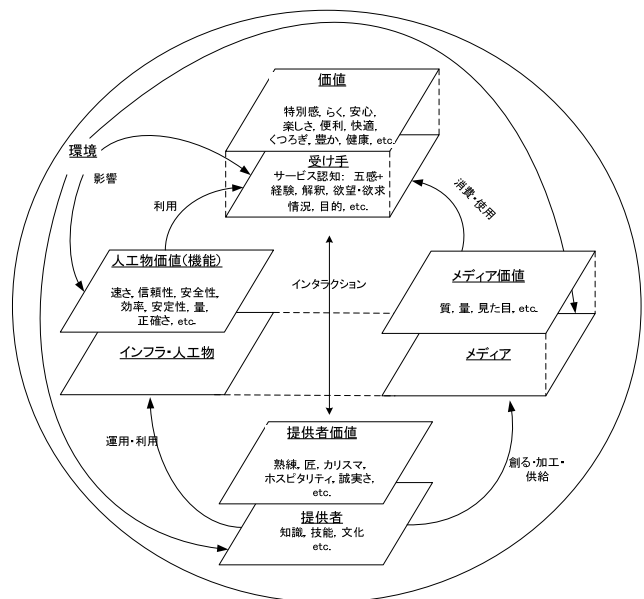 価値
特別感, らく, 安心,
楽しさ, 便利, 快適,
くつろぎ, 豊か, 健康, etc.
環境
受け手
サービス認知: 五感+
経験, 解釈, 欲望・欲求
情況, 目的, etc.
影響
利用
消費・使用
人工物価値(機能)
速さ, 信頼性, 安全性,
効率, 安定性, 量,
正確さ, etc.
インタラクション
メディア価値
質, 量, 見た目, etc.
インフラ・人工物
メディア
運用・利用
提供者価値
熟練, 匠, カリスマ,
ホスピタリティ, 誠実さ,
etc.
創る・加工・
供給
提供者
知識, 技能, 文化
etc.